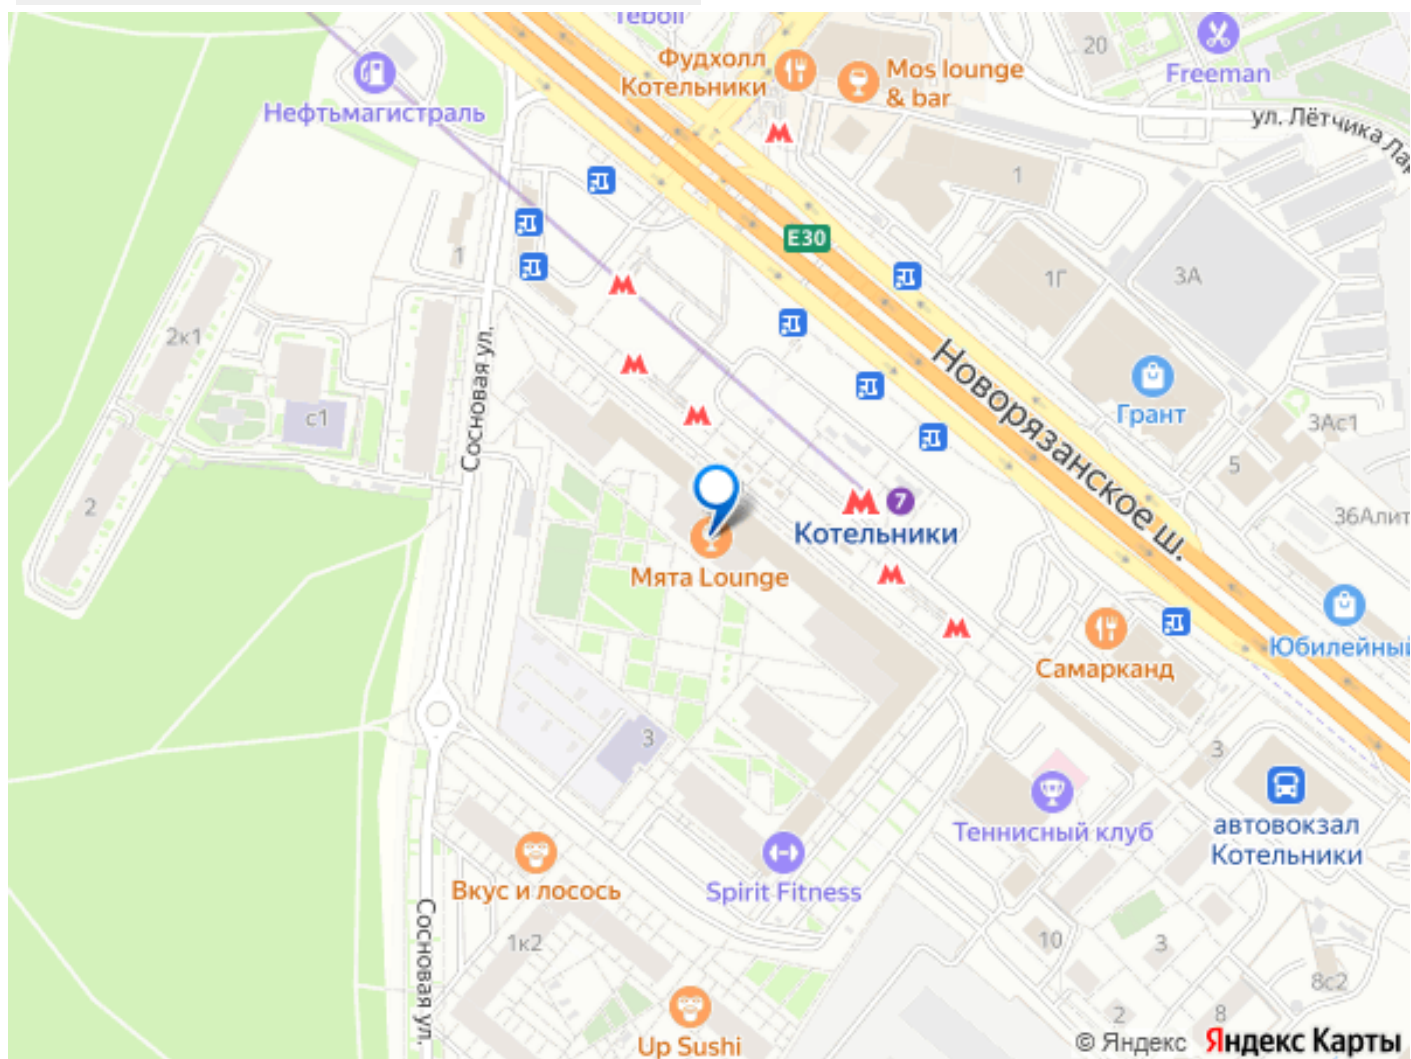 Teboli
Фудхолл
Котельники
Mos lounge
& bar
20
Freeman
Нефтьмагистраль
ул. Лётчика Лар
1
1
E30
1Г
3А
2к1
с1
Сосновая ул.
Новорязанское ш.
Грант
3Ас1
5
2
7
Котельники
36Алит
Мята Lounge
Самарканд
Юбилейный
3
3
автовокзал
Котельники
Теннисный клуб
Вкус и лосось
Spirit Fitness
Сосновая ул.
1к2
10
3
8с2
2
8
Up Sushi
© Яндекс Яндекс Карты